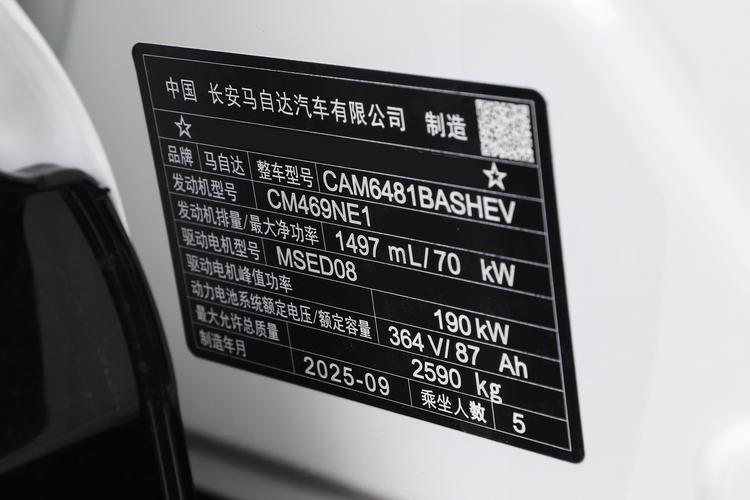 中国 长安马自达汽车有限公司 制造
☆ ☆
品牌 马自达 整车型号 CAM6481BASHEV
发动机型号 CM469NE1
发动机排量/最大净功率 1497 mL/70 kW
驱动电机型号 MSED08
驱动电机峰值功率 190kW
动力电池系统额定电压/额定容量 364 V/87 Ah
最大允许总质量 2590 kg
制造年月 2025-09 乘坐人数 5